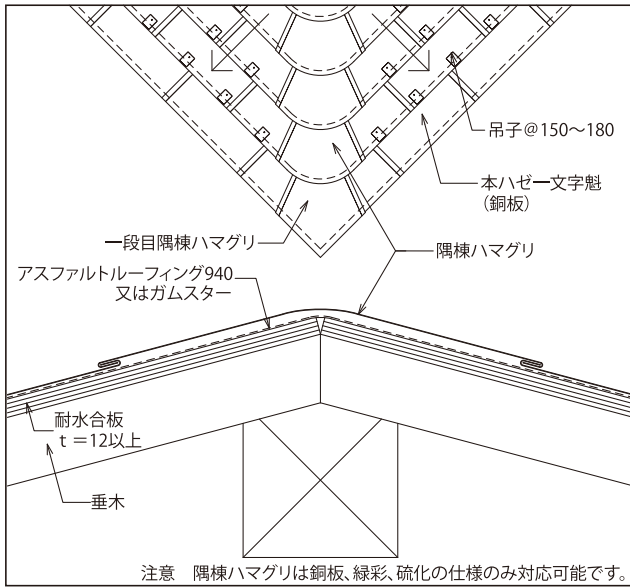 吊子@150〜180
本ハゼ一文字魁
(銅板)
一段目隅棟ハマグリ
隅棟ハマグリ
アスファルトルーフィング940
又はガムスター
耐水合板
t＝12以上
垂木
注意　隅棟ハマグリは銅板、緑彩、硫化の仕様のみ対応可能です。